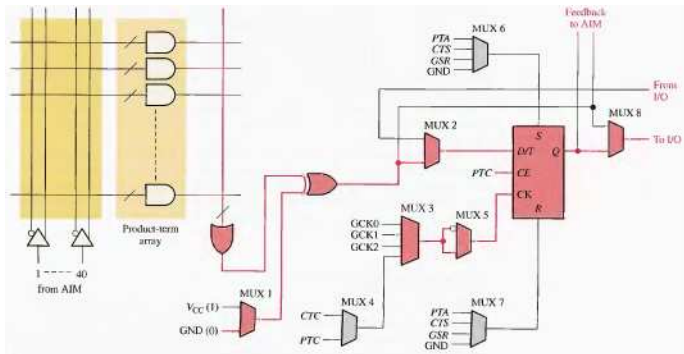 MUX 6
PTA
CTS
GSR
GND
Feedback
to AIM
From
I/O
MUX 8
To I/O
MUX 2
S
D/T
Q
PTC
CE
CK
R
MUX 3
MUX 5
GCK0
GCK1
GCK2
Product-term
array
1 ---- 40
from AIM
MUX 1
VCC (1)
GND (0)
MUX 4
CTC
PTC
MUX 7
PTA
CTS
GSR
GND